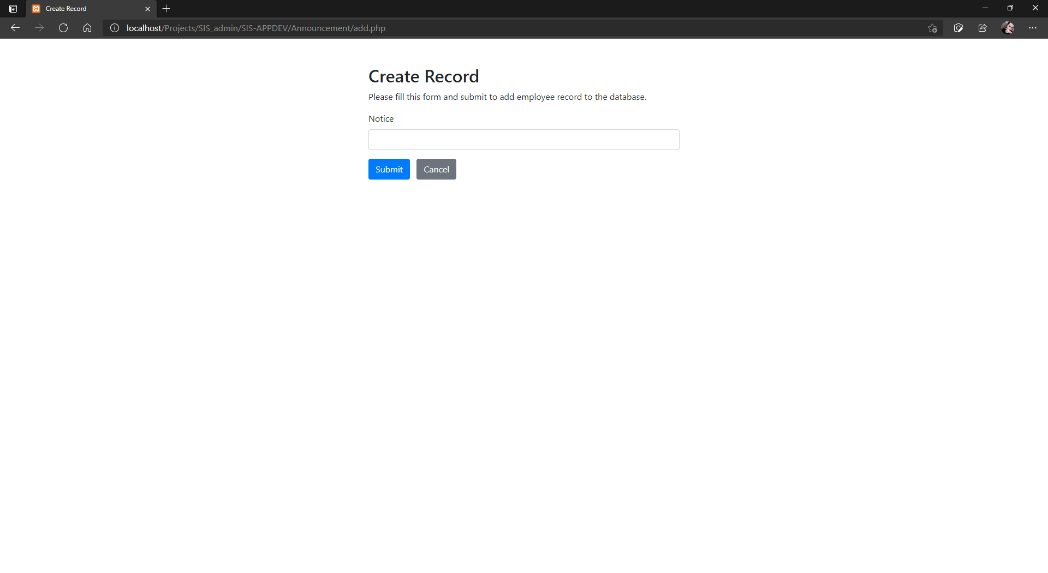 Create Record
localhost/Projects/SIS_admin/SIS-APPDEV/Announcement/add.php
Create Record
Please fill this form and submit to add employee record to the database.
Notice
Submit Cancel